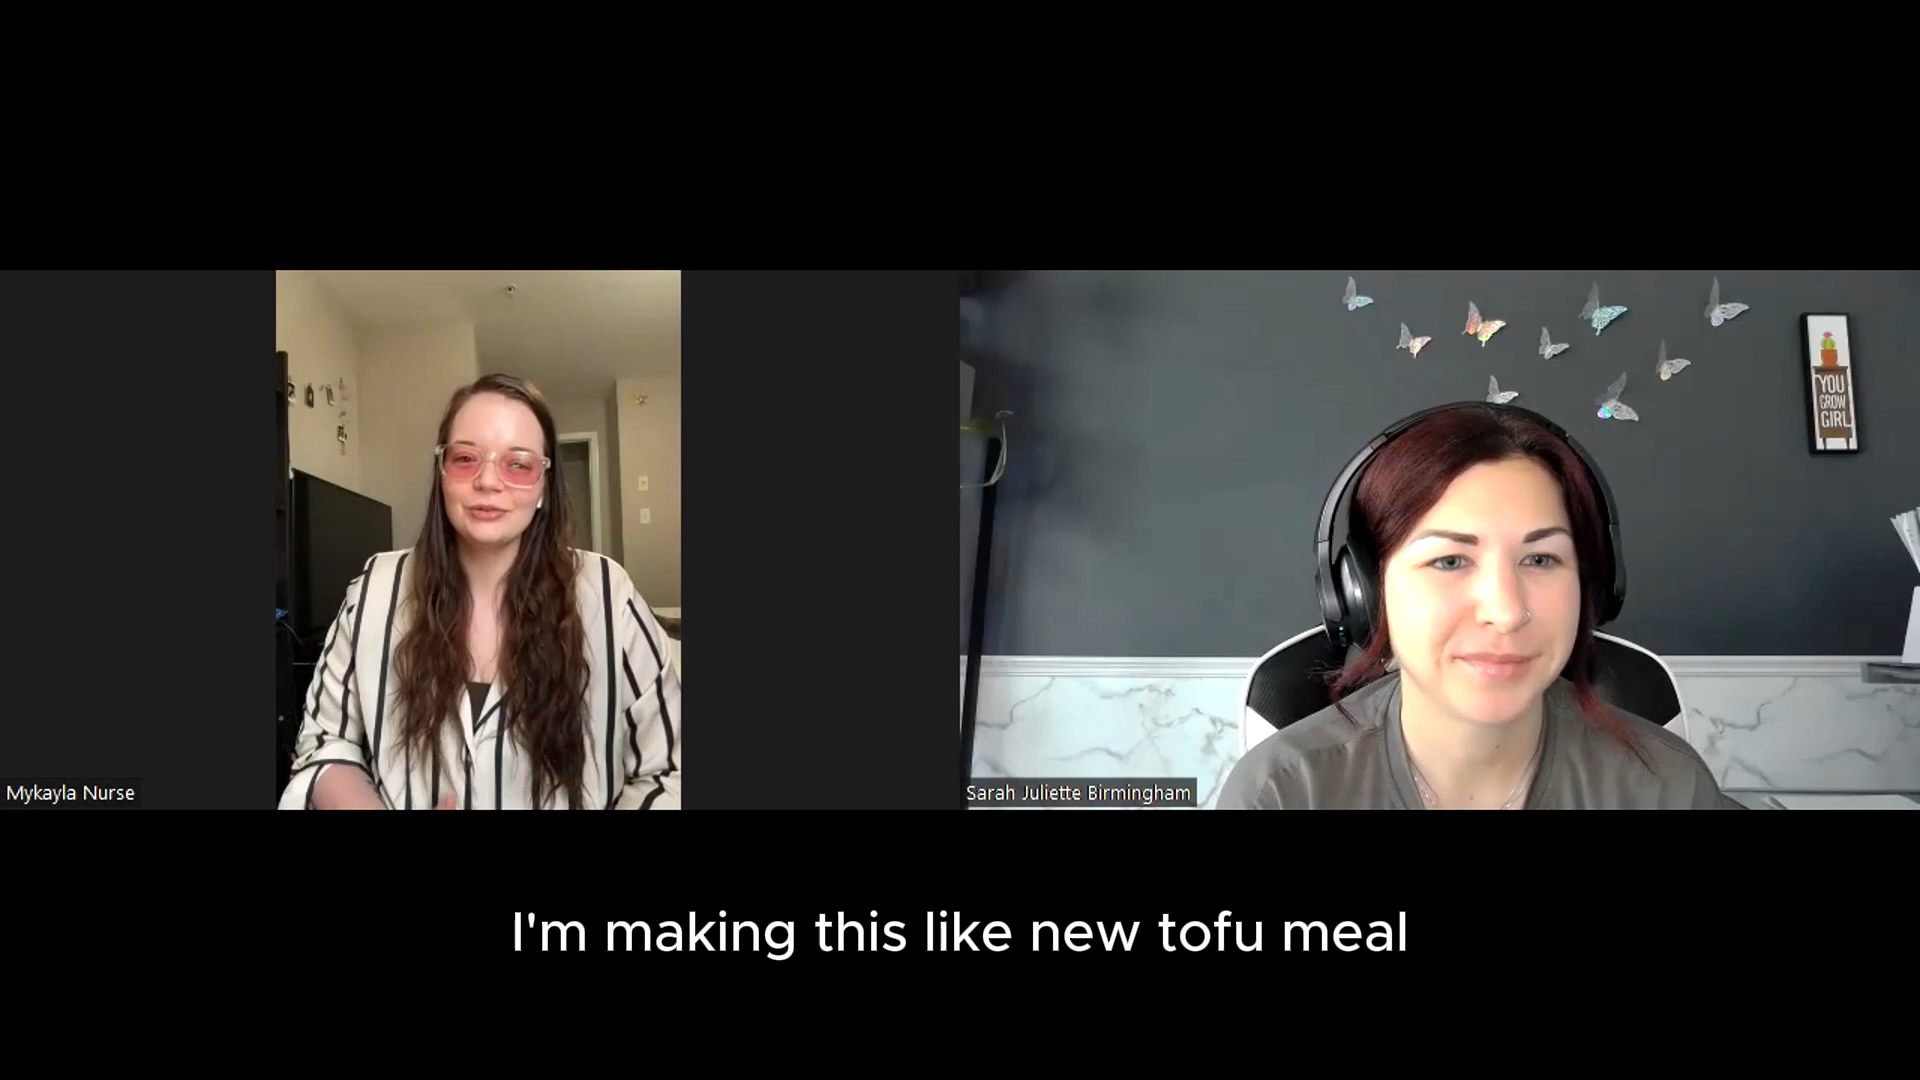 YOU
GROW
GIRL
Mykayla Nurse
Sarah Juliette Birmingham
I'm making this like new tofu meal